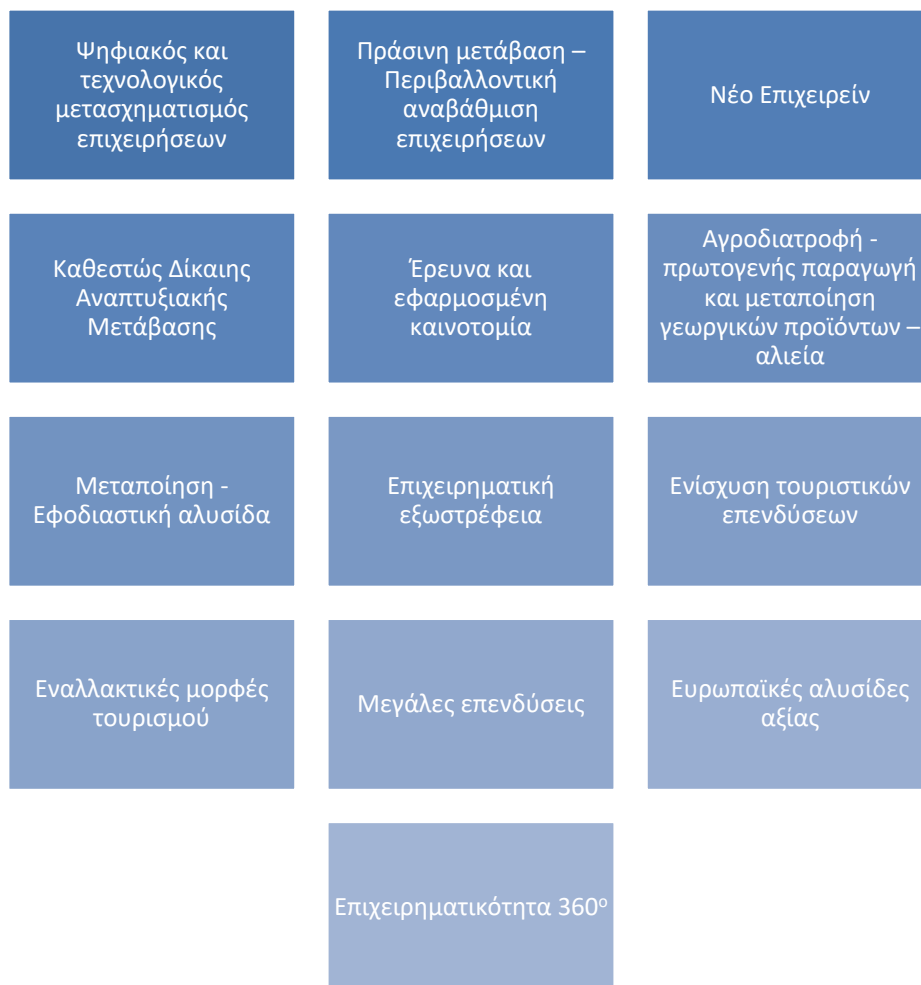 Ψηφιακός και
τεχνολογικός
μετασχηματισμός
επιχειρήσεων
Πράσινη μετάβαση –
Περιβαλλοντική
αναβάθμιση
επιχειρήσεων
Νέο Επιχειρείν
Καθεστώς Δίκαιης
Αναπτυξιακής
Μετάβασης
Έρευνα και
εφαρμοσμένη
καινοτομία
Αγροδιατροφή -
πρωτογενής παραγωγή
και μεταποίηση
γεωργικών προϊόντων –
αλιεία
Μεταποίηση -
Εφοδιαστική αλυσίδα
Επιχειρηματική
εξωστρέφεια
Ενίσχυση τουριστικών
επενδύσεων
Εναλλακτικές μορφές
τουρισμού
Μεγάλες επενδύσεις
Ευρωπαϊκές αλυσίδες
αξίας
Επιχειρηματικότητα 360ᵒ